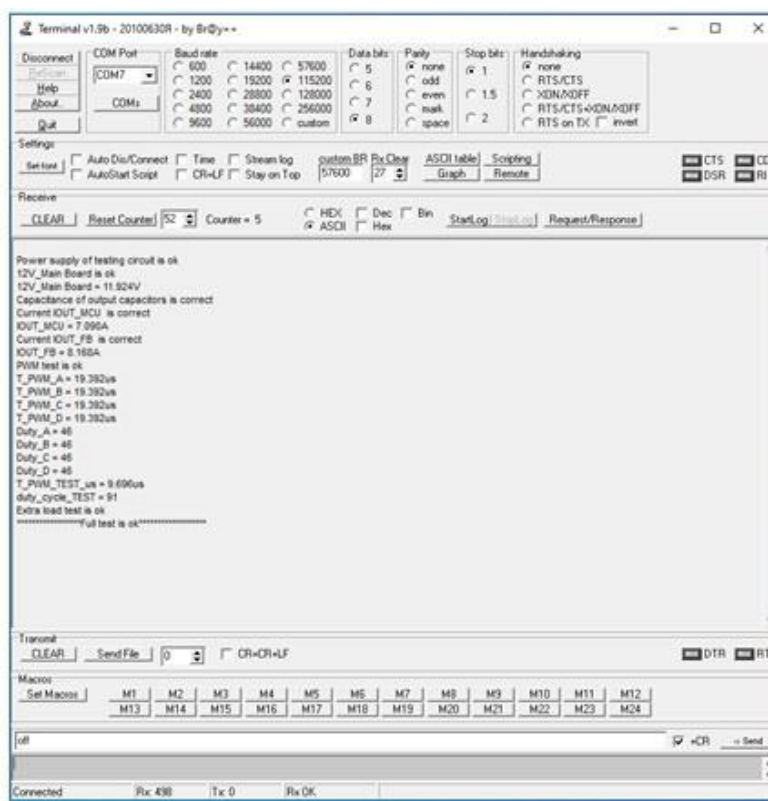 Terminal v1.9b - 20100630R - by Br@y++
Disconnect
ReScan
Help
About..
Quit
COM Port
COM7
COMs
Baud rate
600 14400 57600
1200 19200 115200
2400 28800 128000
4800 38400 256000
9600 56000 custom
Data bits
5
6
7
8
Parity
none
odd
even
mark
space
Stop bits
1
1.5
2
Handshaking
none
RTS/CTS
XON/XOFF
RTS/CTS+XON/XOFF
RTS on TX invert
Settings
Set font
Auto Dis/Connect Time Stream log custom BR Rx Clear ASCII table Scripting CTS CD
AutoStart Script CR=LF Stay on Top 57600 27 Graph Remote DSR RI
Receive
CLEAR Reset Counter 52 Counter = 5 HEX Dec Bin
ASCII Hex StartLog StopLog Request/Response
Power supply of testing circuit is ok
12V_Main Board is ok
12V_Main Board = 11.924V
Capacitance of output capacitors is correct
Current IOUT_MCU is correct
IOUT_MCU = 7.090A
Current IOUT_FB is correct
IOUT_FB = 8.168A
PWM test is ok
T_PWM_A = 19.392us
T_PWM_B = 19.392us
T_PWM_C = 19.392us
T_PWM_D = 19.392us
Duty_A = 46
Duty_B = 46
Duty_C = 46
Duty_D = 46
T_PWM_TEST_us = 9.696us
duty_cycle_TEST = 91
Extra load test is ok
******************Full test is ok******************
Transmit
CLEAR Send File 0 CR=CR+LF DTR RT
Macros
Set Macros M1 M2 M3 M4 M5 M6 M7 M8 M9 M10 M11 M12
M13 M14 M15 M16 M17 M18 M19 M20 M21 M22 M23 M24
off +CR -> Send
Connected Rx: 498 Tx: 0 Rx OK